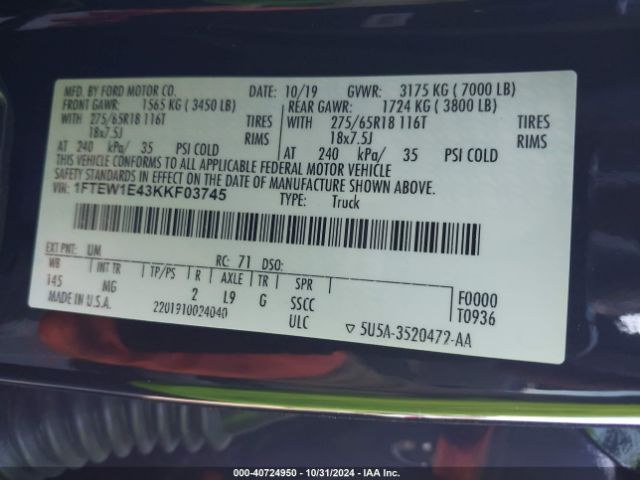 MFD. BY FORD MOTOR CO. DATE: 10/19 GVWR: 3175 KG ( 7000 LB)
FRONT GAWR: 1565 KG ( 3450 LB) REAR GAWR: 1724 KG ( 3800 LB)
WITH 275/65R18 116T TIRES WITH 275/65R18 116T TIRES
18x7.5J RIMS 18x7.5J RIMS
AT 240 kPa/ 35 PSI COLD AT 240 kPa/ 35 PSI COLD
THIS VEHICLE CONFORMS TO ALL APPLICABLE FEDERAL MOTOR VEHICLE
SAFETY STANDARDS IN EFFECT ON THE DATE OF MANUFACTURE SHOWN ABOVE.
VIN: 1FTEW1E43KKF03745 TYPE: Truck
EXT PNT: UM RC: 71 DSO:
WB INT TR TP/PS R AXLE TR SPR
145 MG 2 L9 G SSCC F0000
MADE IN U.S.A. 2201910024040 ULC T0936
▽ 5U5A-3520472-AA
000-40724950 - 10/31/2024 - IAA Inc.